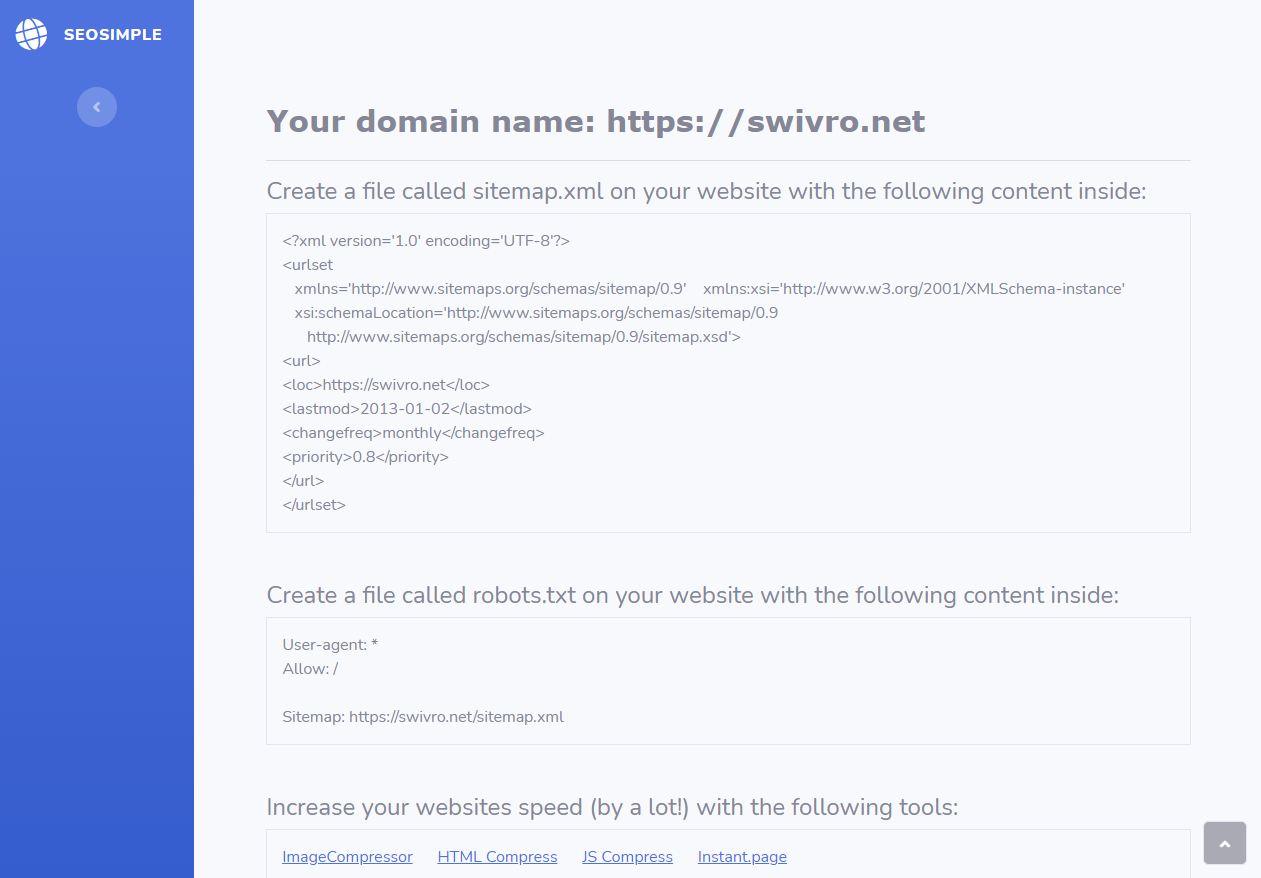 SEOSIMPLE
Your domain name: https://swivro.net
Create a file called sitemap.xml on your website with the following content inside:
<?xml version='1.0' encoding='UTF-8'?>
<urlset
xmlns='http://www.sitemaps.org/schemas/sitemap/0.9' xmlns:xsi='http://www.w3.org/2001/XMLSchema-instance'
xsi:schemaLocation='http://www.sitemaps.org/schemas/sitemap/0.9
http://www.sitemaps.org/schemas/sitemap/0.9/sitemap.xsd'>
<url>
<loc>https://swivro.net</loc>
<lastmod>2013-01-02</lastmod>
<changefreq>monthly</changefreq>
<priority>0.8</priority>
</url>
</urlset>
Create a file called robots.txt on your website with the following content inside:
User-agent: *
Allow: /
Sitemap: https://swivro.net/sitemap.xml
Increase your websites speed (by a lot!) with the following tools:
ImageCompressor HTML Compress JS Compress Instant.page